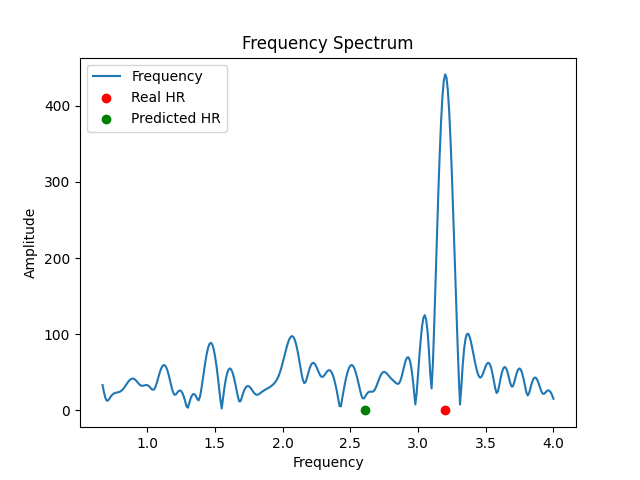 Frequency Spectrum
Frequency
Real HR
Predicted HR
Amplitude
400
300
200
100
0
1.0 1.5 2.0 2.5 3.0 3.5 4.0
Frequency